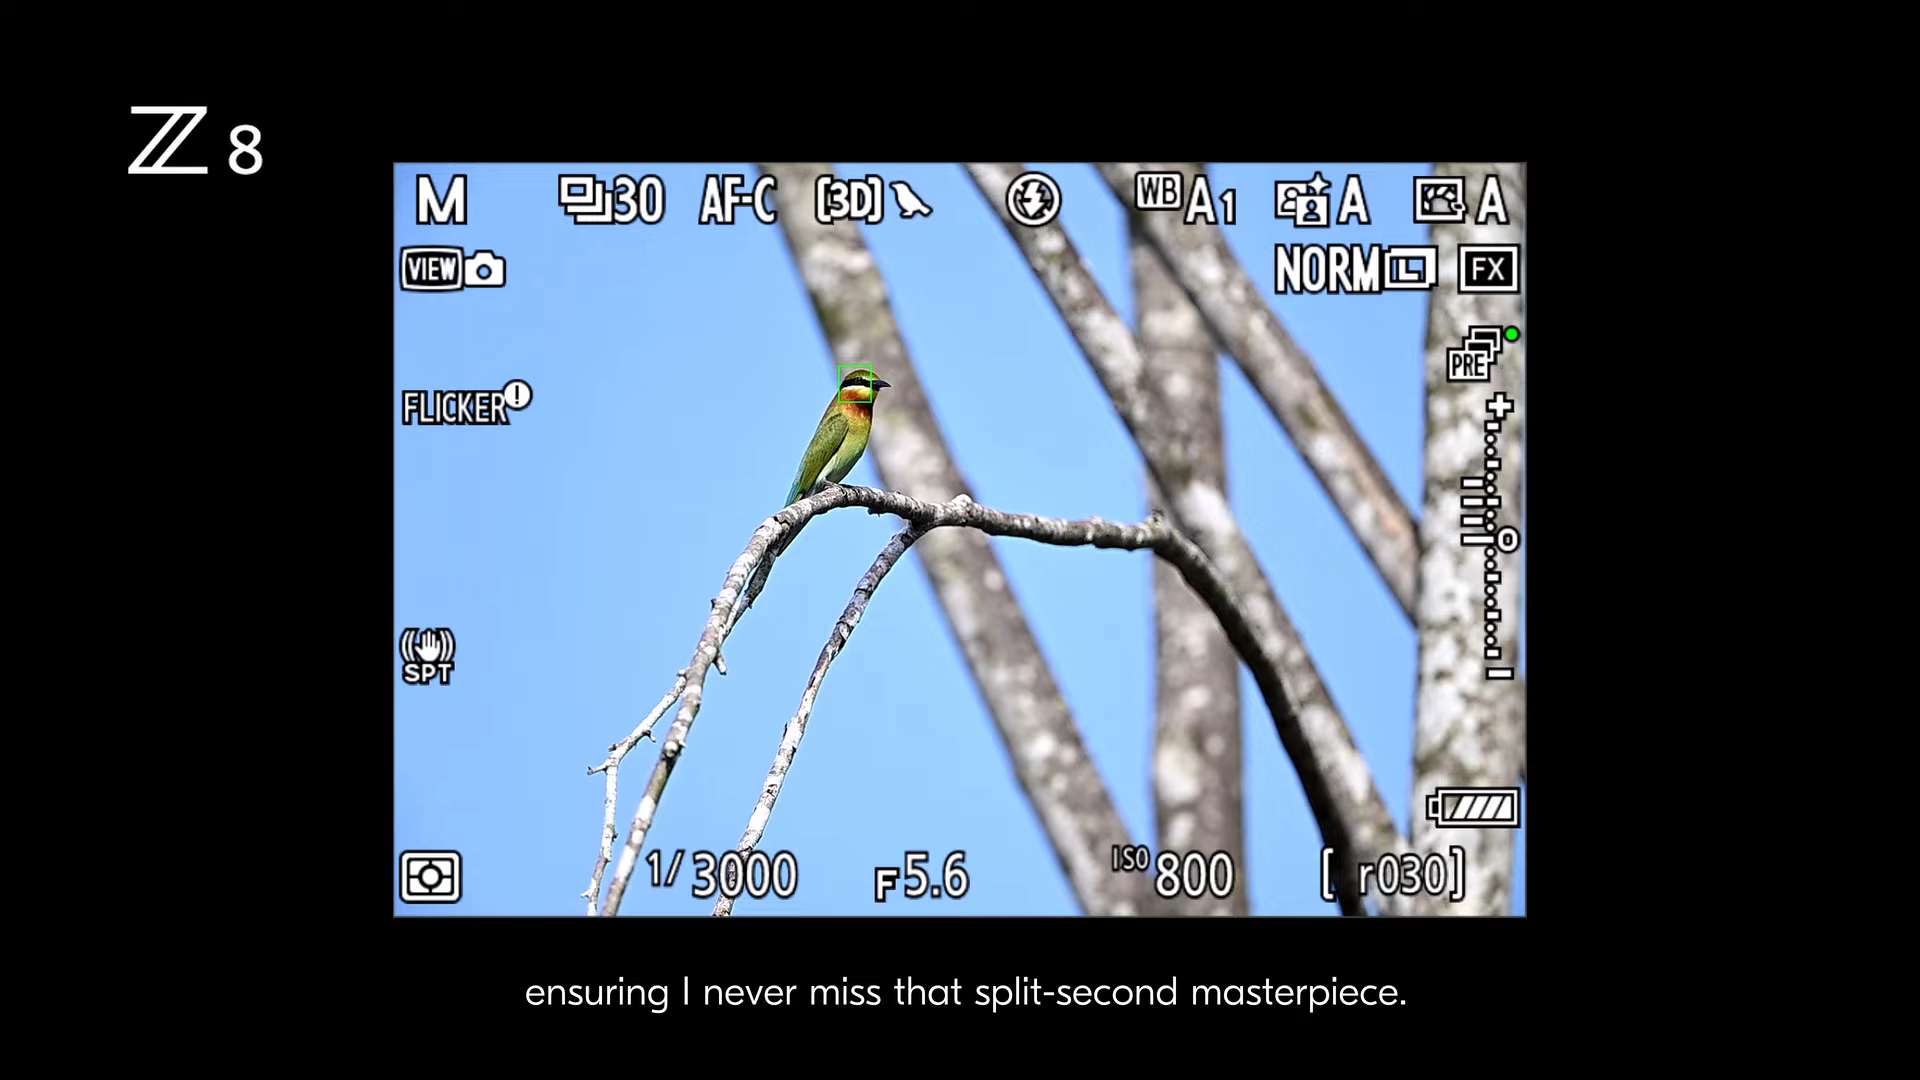 Z 8
M 30 AF-C [3D] WB A1 A A
VIEW NORM L FX
PRE
FLICKER
SPT
1/3000 F5.6 ISO 800 [r030]
ensuring I never miss that split-second masterpiece.